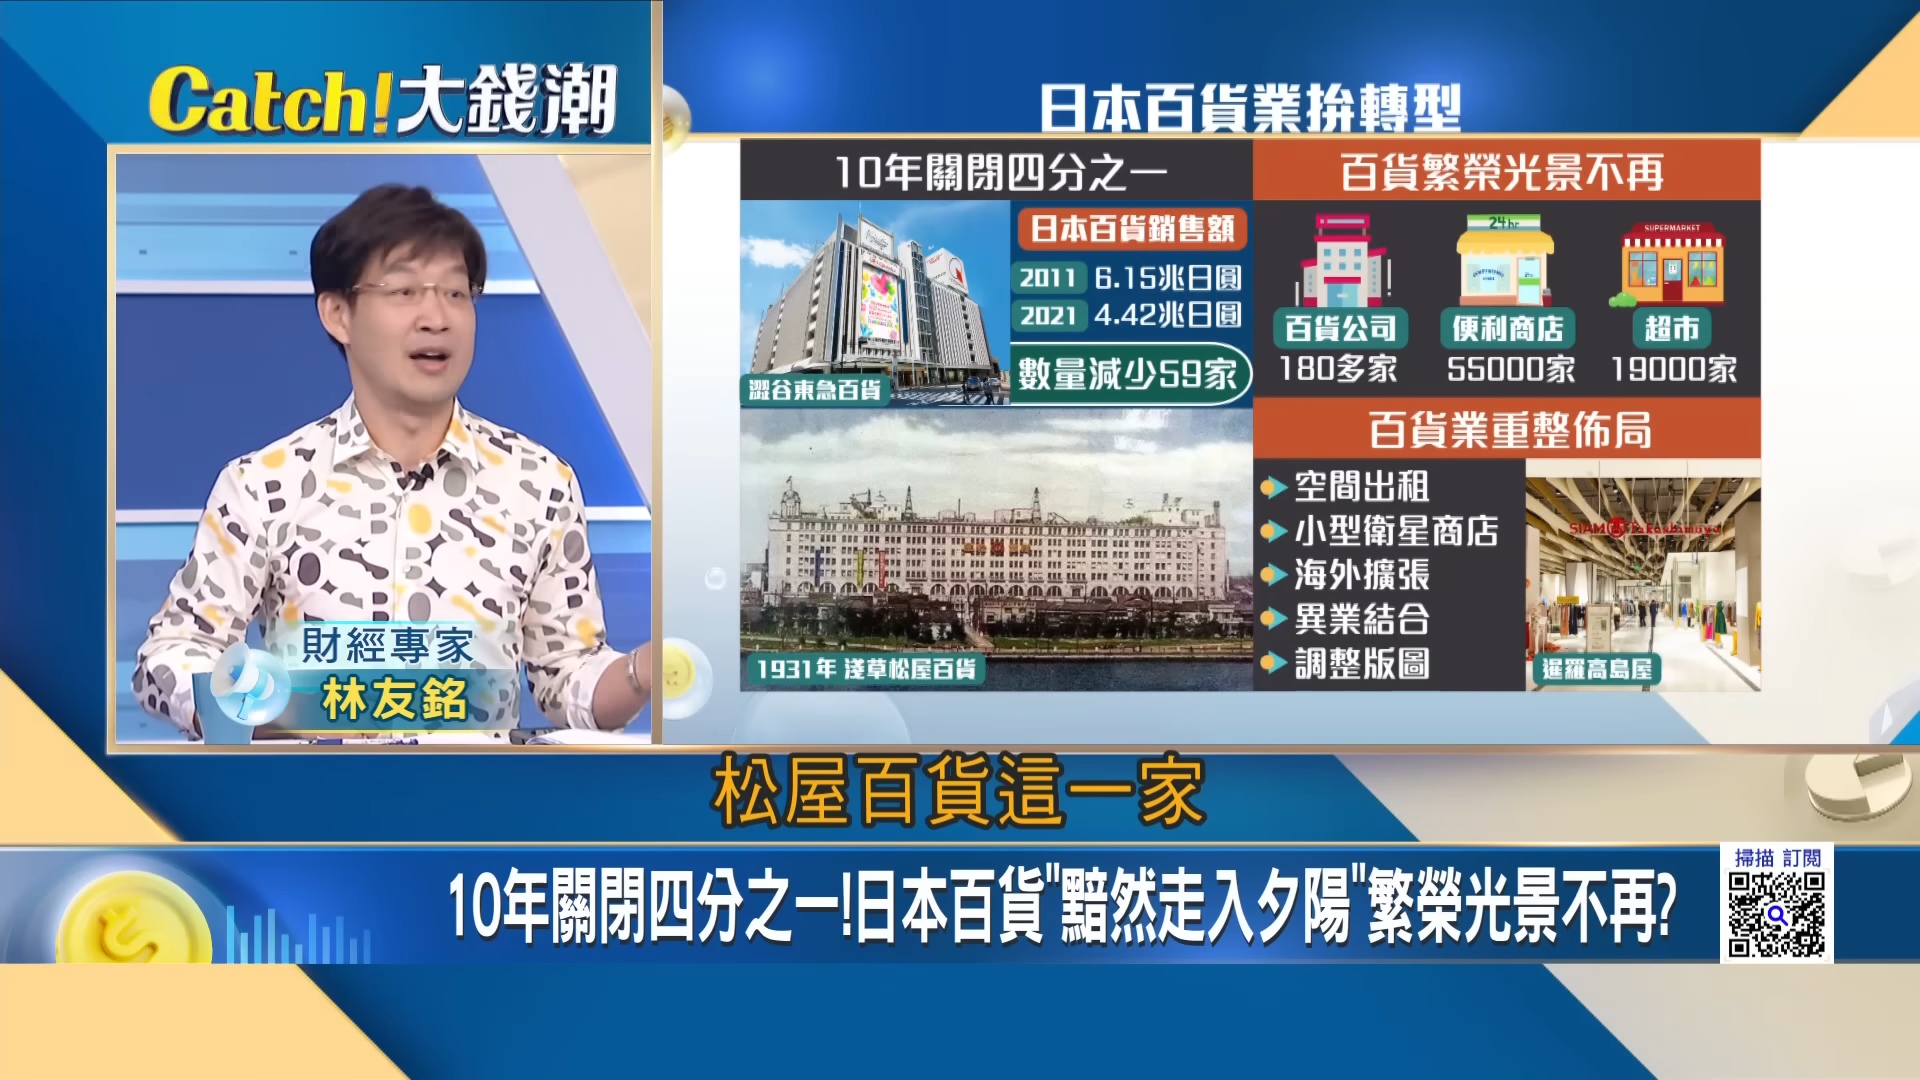 Catch!大錢潮
日本百貨業拚轉型
10年關閉四分之一
日本百貨銷售額
2011 6.15兆日圓
2021 4.42兆日圓
數量減少59家
澀谷東急百貨
1931年 淺草松屋百貨
百貨繁榮光景不再
24hr
SUPERMARKET
百貨公司
便利商店
超市
180多家
55000家
19000家
百貨業重整佈局
空間出租
小型衛星商店
海外擴張
異業結合
調整版圖
SIAM Takashimaya
暹羅高島屋
財經專家
林友銘
松屋百貨這一家
10年關閉四分之一!日本百貨"黯然走入夕陽"繁榮光景不再?
掃描 訂閱